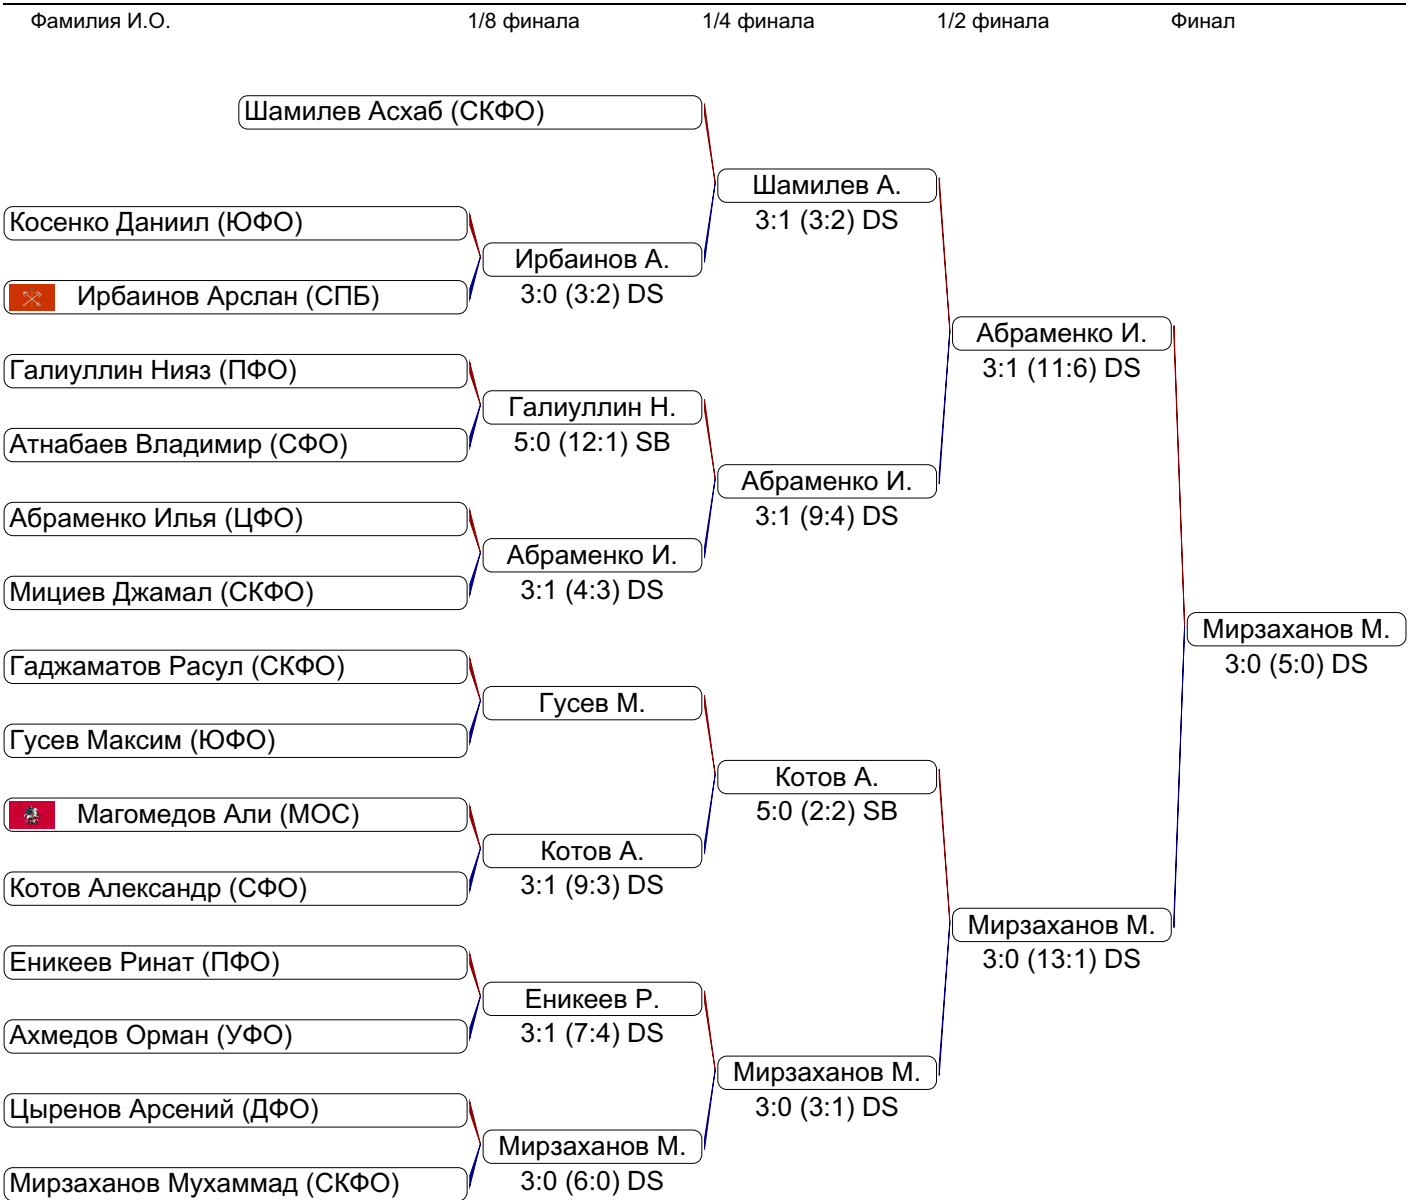 Фамилия И.О. 1/8 финала 1/4 финала 1/2 финала Финал
Шамилев Асхаб (СКФО)
Шамилев А.
Косенко Даниил (ЮФО) 3:1 (3:2) DS
Ирбаинов А.
Ирбаинов Арслан (СПБ) 3:0 (3:2) DS
Абраменко И.
Галиуллин Нияз (ПФО) 3:1 (11:6) DS
Галиуллин Н.
Атнабаев Владимир (СФО) 5:0 (12:1) SB
Абраменко И.
Абраменко Илья (ЦФО) 3:1 (9:4) DS
Абраменко И.
Мициев Джамал (СКФО) 3:1 (4:3) DS
Мирзаханов М.
Гаджаматов Расул (СКФО) 3:0 (5:0) DS
Гусев М.
Гусев Максим (ЮФО)
Котов А.
Магомедов Али (МОС) 5:0 (2:2) SB
Котов А.
Котов Александр (СФО) 3:1 (9:3) DS
Мирзаханов М.
Еникеев Ринат (ПФО) 3:0 (13:1) DS
Еникеев Р.
Ахмедов Орман (УФО) 3:1 (7:4) DS
Мирзаханов М.
Цыренов Арсений (ДФО) 3:0 (3:1) DS
Мирзаханов М.
Мирзаханов Мухаммад (СКФО) 3:0 (6:0) DS